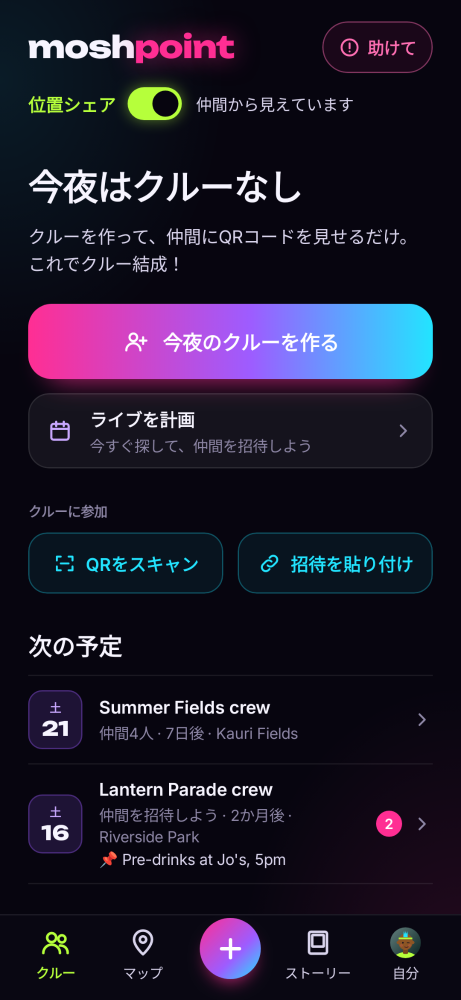 moshpoint
助けて
位置シェア 仲間から見えています
今夜はクルーなし
クルーを作って、仲間にQRコードを見せるだけ。
これでクルー結成！
今夜のクルーを作る
ライブを計画
今すぐ探して、仲間を招待しよう
クルーに参加
QRをスキャン
招待を貼り付け
次の予定
土
21
Summer Fields crew
仲間4人 · 7日後 · Kauri Fields
土
16
Lantern Parade crew
仲間を招待しよう · 2か月後 ·
Riverside Park
📌 Pre-drinks at Jo's, 5pm
2
クルー
マップ
ストーリー
自分